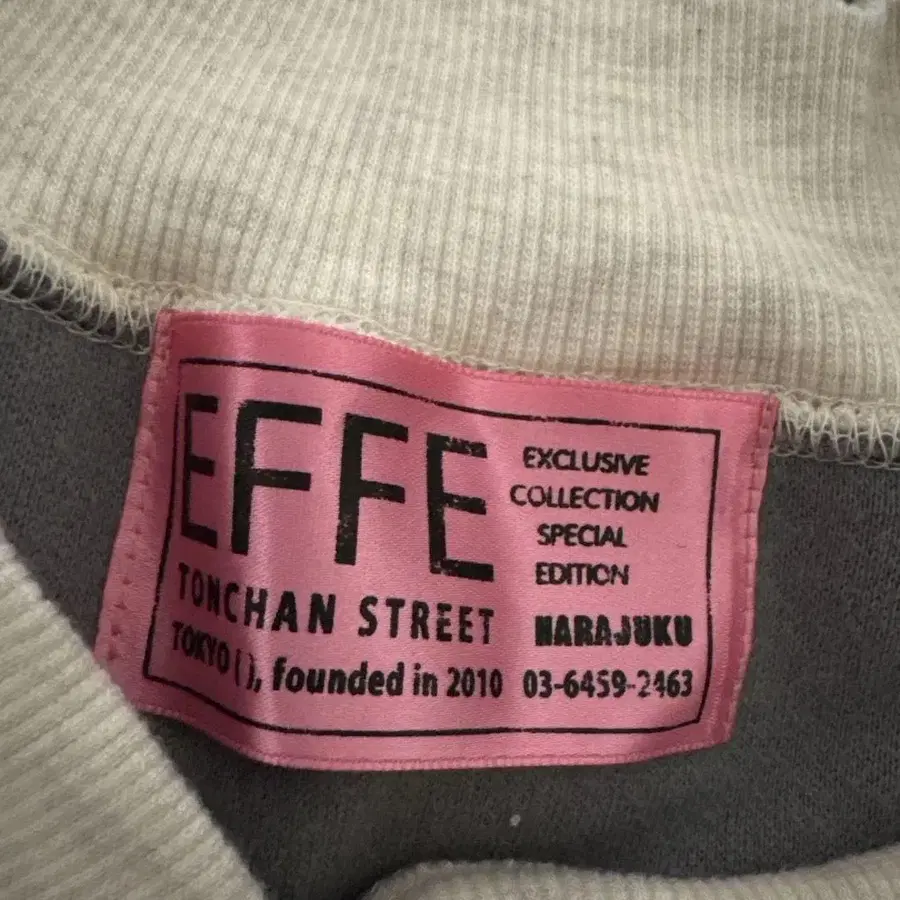 EFFE
EXCLUSIVE
COLLECTION
SPECIAL
EDITION
TONCHAN STREET
HARAJUKU
TOKYO ( ), founded in 2010
03-6459-2463